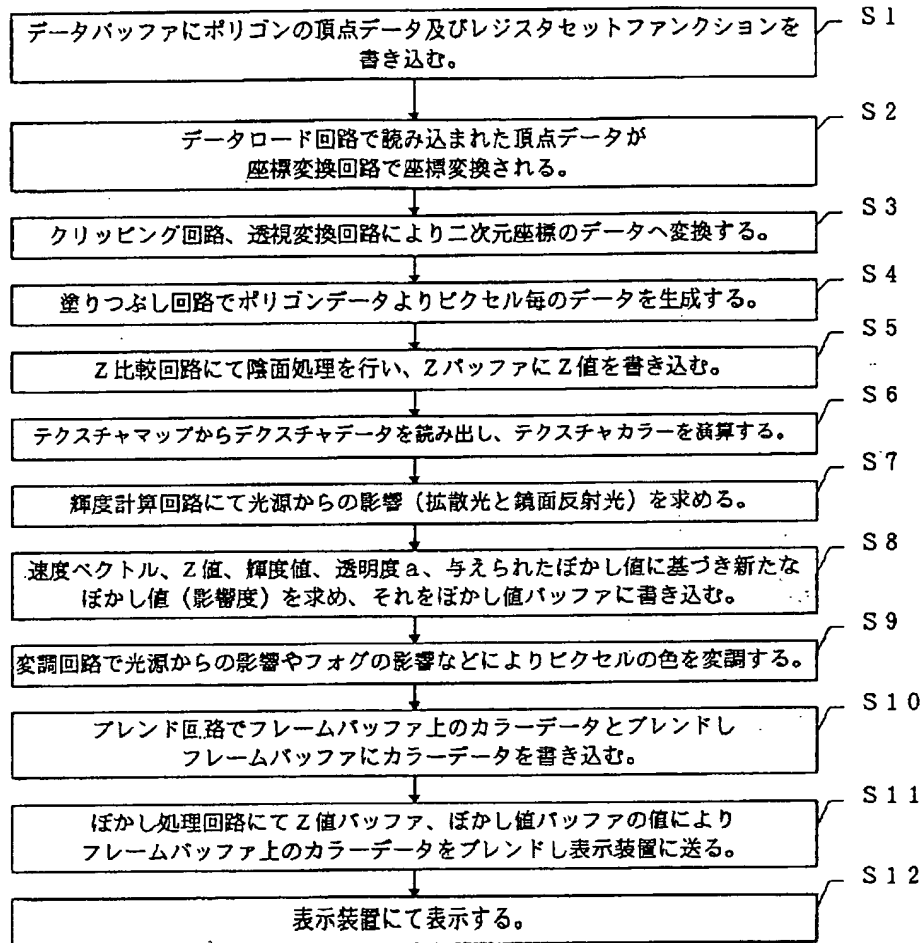 データバッファにポリゴンの頂点データ及びレジスタセットファンクションを
書き込む。
S1
データロード回路で読み込まれた頂点データが
座標変換回路で座標変換される。
S2
クリッピング回路、透視変換回路により二次元座標のデータへ変換する。
S3
塗りつぶし回路でポリゴンデータよりピクセル毎のデータを生成する。
S4
Z比較回路にて陰面処理を行い、ZバッファにZ値を書き込む。
S5
テクスチャマップからデクスチャデータを読み出し、テクスチャカラーを演算する。
S6
輝度計算回路にて光源からの影響（拡散光と鏡面反射光）を求める。
S7
速度ベクトル、Z値、輝度値、透明度a、与えられたぼかし値に基づき新たな
ぼかし値（影響度）を求め、それをぼかし値バッファに書き込む。
S8
変調回路で光源からの影響やフォグの影響などによりピクセルの色を変調する。
S9
ブレンド回路でフレームバッファ上のカラーデータとブレンドし
フレームバッファにカラーデータを書き込む。
S10
ぼかし処理回路にてZ値バッファ、ぼかし値バッファの値により
フレームバッファ上のカラーデータをブレンドし表示装置に送る。
S11
表示装置にて表示する。
S12